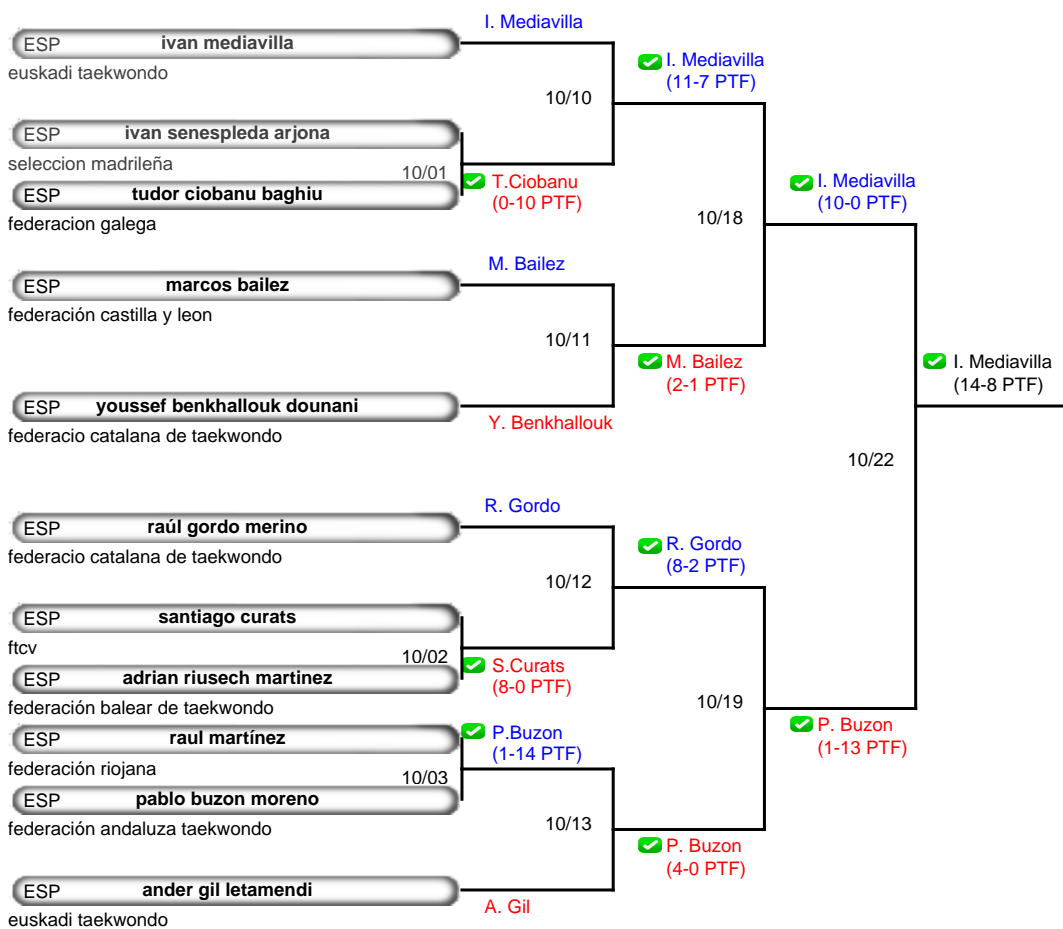 I. Mediavilla
ESP ivan mediavilla
euskadi taekwondo
I. Mediavilla
(11-7 PTF)
10/10
ESP ivan senespleda arjona
seleccion madrileña
10/01
T.Ciobanu
(0-10 PTF)
ESP tudor ciobanu baghiu
federacion galega
I. Mediavilla
(10-0 PTF)
10/18
M. Bailez
ESP marcos bailez
federación castilla y leon
10/11
M. Bailez
(2-1 PTF)
I. Mediavilla
(14-8 PTF)
ESP youssef benkhallouk dounani
Y. Benkhallouk
federacio catalana de taekwondo
10/22
R. Gordo
ESP raúl gordo merino
federacio catalana de taekwondo
R. Gordo
(8-2 PTF)
10/12
ESP santiago curats
ftcv
10/02
S.Curats
(8-0 PTF)
ESP adrian riusech martinez
federación balear de taekwondo
10/19
ESP raul martínez
P.Buzon
(1-14 PTF)
P. Buzon
(1-13 PTF)
federación riojana
10/03
ESP pablo buzon moreno
federación andaluza taekwondo
10/13
P. Buzon
(4-0 PTF)
ESP ander gil letamendi
A. Gil
euskadi taekwondo